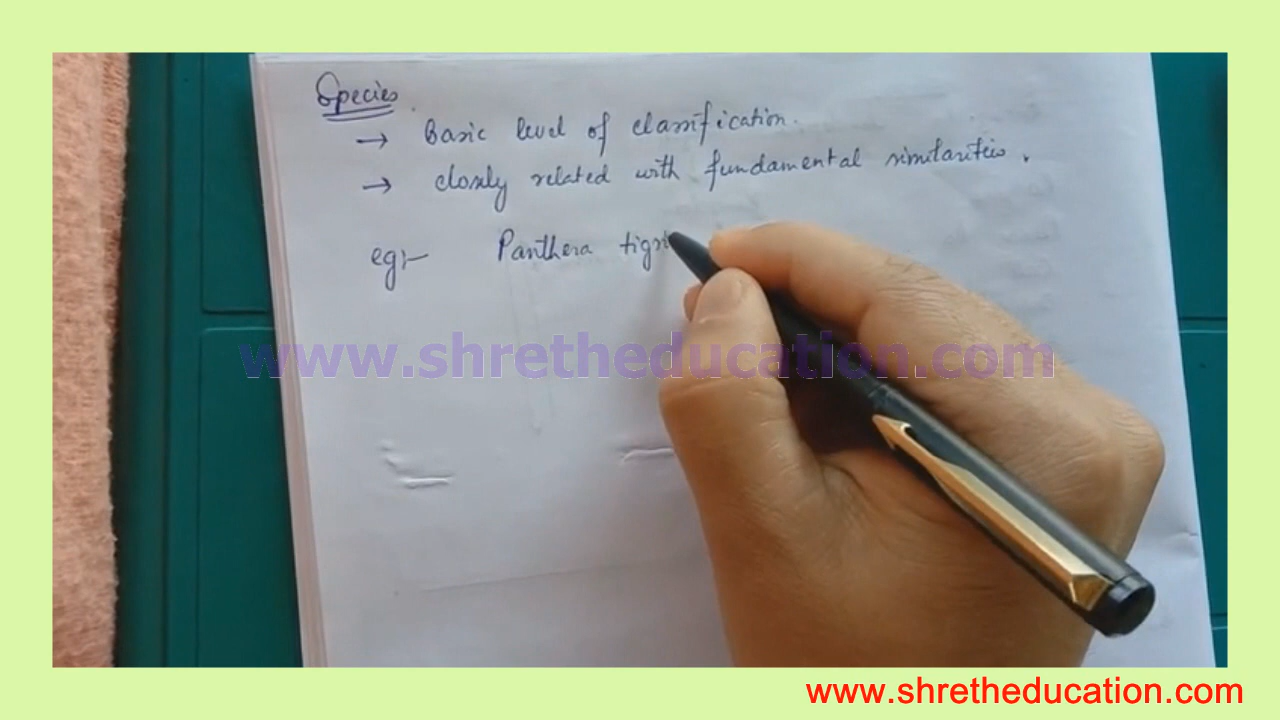 Species
→ Basic level of classification.
→ closely related with fundamental similarities.
eg:- Panthera
www.shretheducation.com
www.shretheducation.com